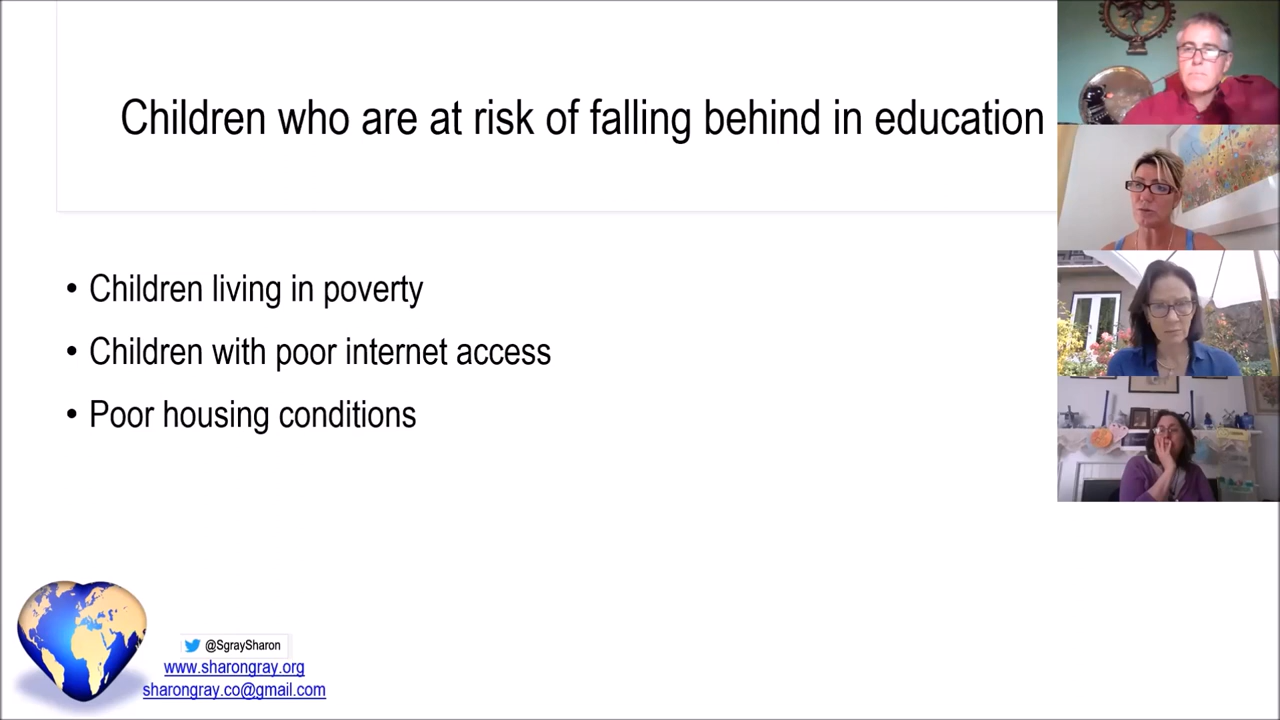 Children who are at risk of falling behind in education
• Children living in poverty
• Children with poor internet access
• Poor housing conditions
@SgraySharon
www.sharongray.org
sharongray.co@gmail.com